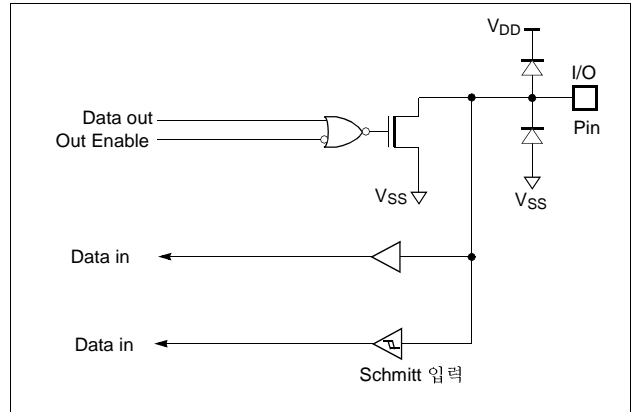 VDD
I/O
Data out
Out Enable
Pin
VSS
VSS
Data in
Data in
Schmitt 입력